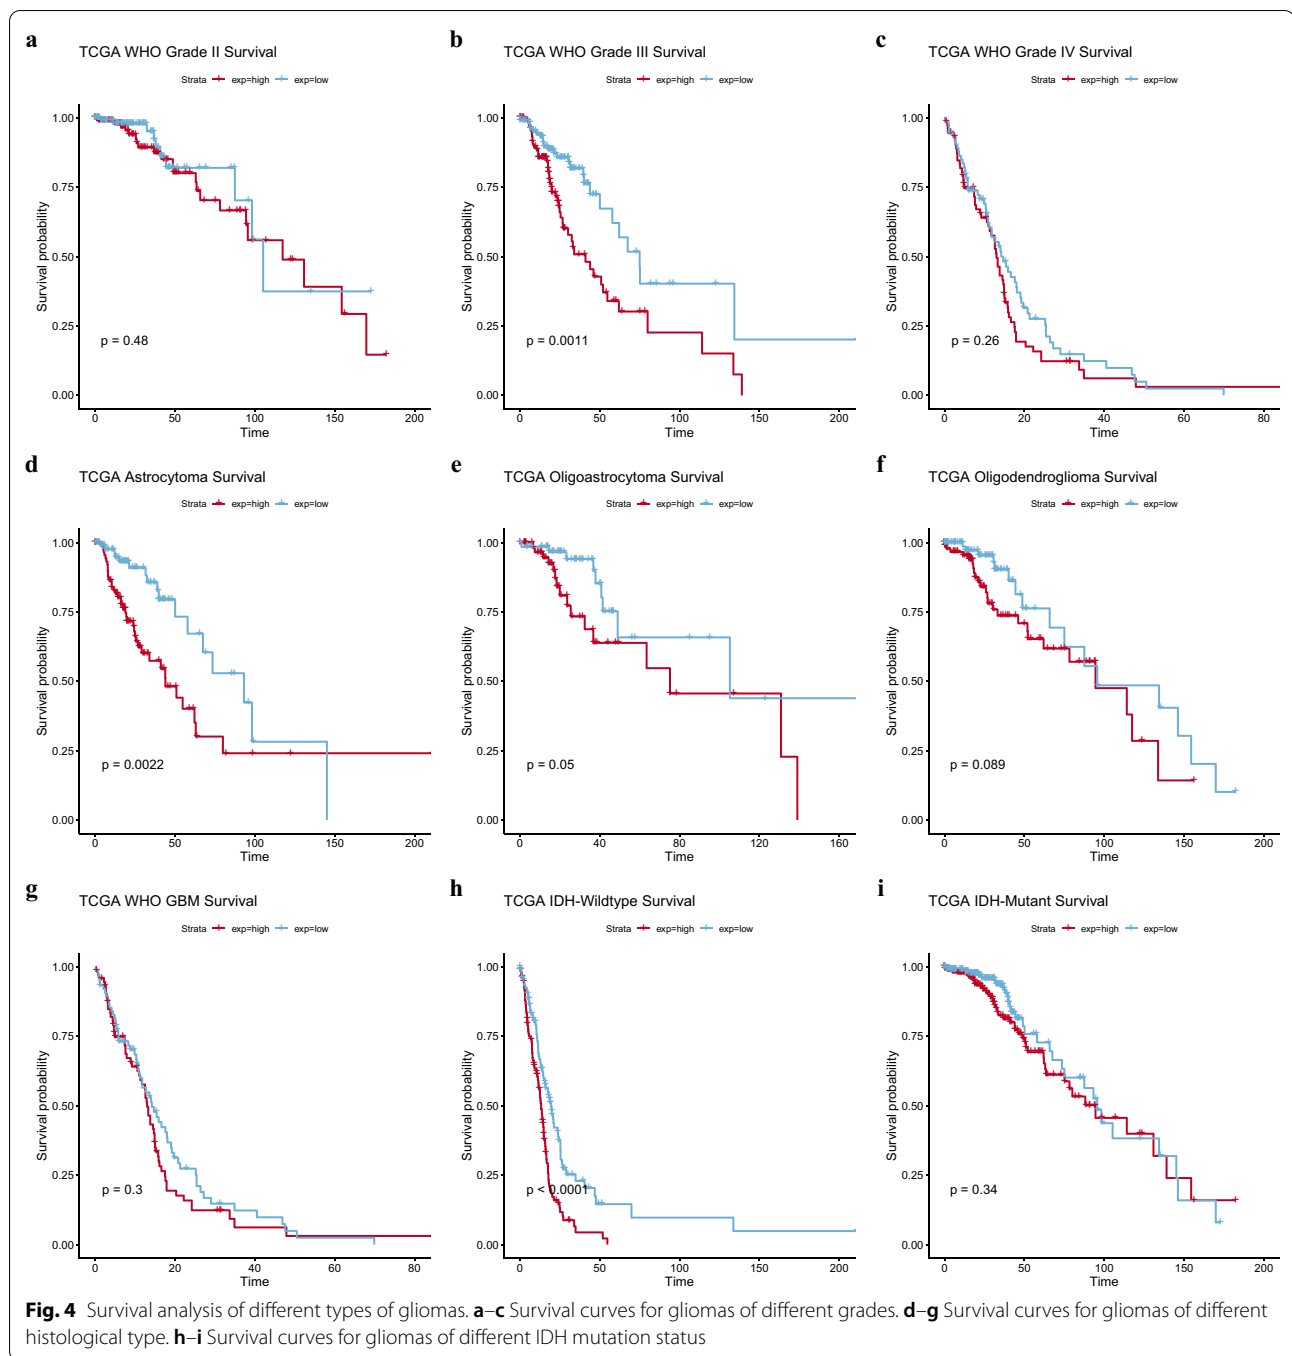 a
TCGA WHO Grade II Survival
Strata exp=high exp=low
Survival probability
1.00
0.75
0.50
0.25
0.00
p = 0.48
0 50 100 150 200
Time
b
TCGA WHO Grade III Survival
Strata exp=high exp=low
Survival probability
1.00
0.75
0.50
0.25
0.00
p = 0.0011
0 50 100 150 200
Time
c
TCGA WHO Grade IV Survival
Strata exp=high exp=low
Survival probability
1.00
0.75
0.50
0.25
0.00
p = 0.26
0 20 40 60 80
Time
d
TCGA Astrocytoma Survival
Strata exp=high exp=low
Survival probability
1.00
0.75
0.50
0.25
0.00
p = 0.0022
0 50 100 150 200
Time
e
TCGA Oligoastrocytoma Survival
Strata exp=high exp=low
Survival probability
1.00
0.75
0.50
0.25
0.00
p = 0.05
0 40 80 120 160
Time
f
TCGA Oligodendroglioma Survival
Strata exp=high exp=low
Survival probability
1.00
0.75
0.50
0.25
0.00
p = 0.089
0 50 100 150 200
Time
g
TCGA WHO GBM Survival
Strata exp=high exp=low
Survival probability
1.00
0.75
0.50
0.25
0.00
p = 0.3
0 20 40 60 80
Time
h
TCGA IDH-Wildtype Survival
Strata exp=high exp=low
Survival probability
1.00
0.75
0.50
0.25
0.00
p < 0.0001
0 50 100 150 200
Time
i
TCGA IDH-Mutant Survival
Strata exp=high exp=low
Survival probability
1.00
0.75
0.50
0.25
0.00
p = 0.34
0 50 100 150 200
Time
Fig. 4 Survival analysis of different types of gliomas. a–c Survival curves for gliomas of different grades. d–g Survival curves for gliomas of different
histological type. h–i Survival curves for gliomas of different IDH mutation status